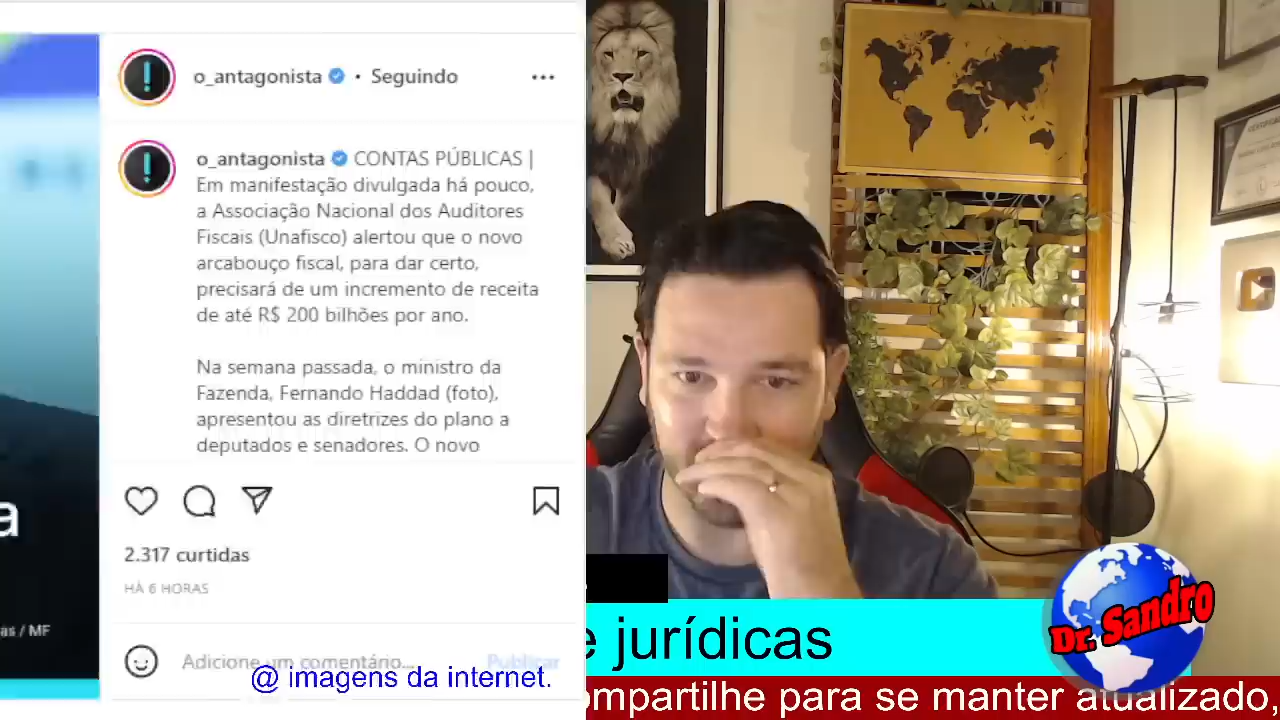 o_antagonista • Seguindo
o_antagonista CONTAS PÚBLICAS |
Em manifestação divulgada há pouco,
a Associação Nacional dos Auditores
Fiscais (Unafisco) alertou que o novo
arcabouço fiscal, para dar certo,
precisará de um incremento de receita
de até R$ 200 bilhões por ano.
Na semana passada, o ministro da
Fazenda, Fernando Haddad (foto),
apresentou as diretrizes do plano a
deputados e senadores. O novo
a
2.317 curtidas
HÁ 6 HORAS
as / MF
Adicione um comentário... Publicar
@ imagens da internet.
e jurídicas
Dr. Sandro
ompartilhe para se manter atualizado,